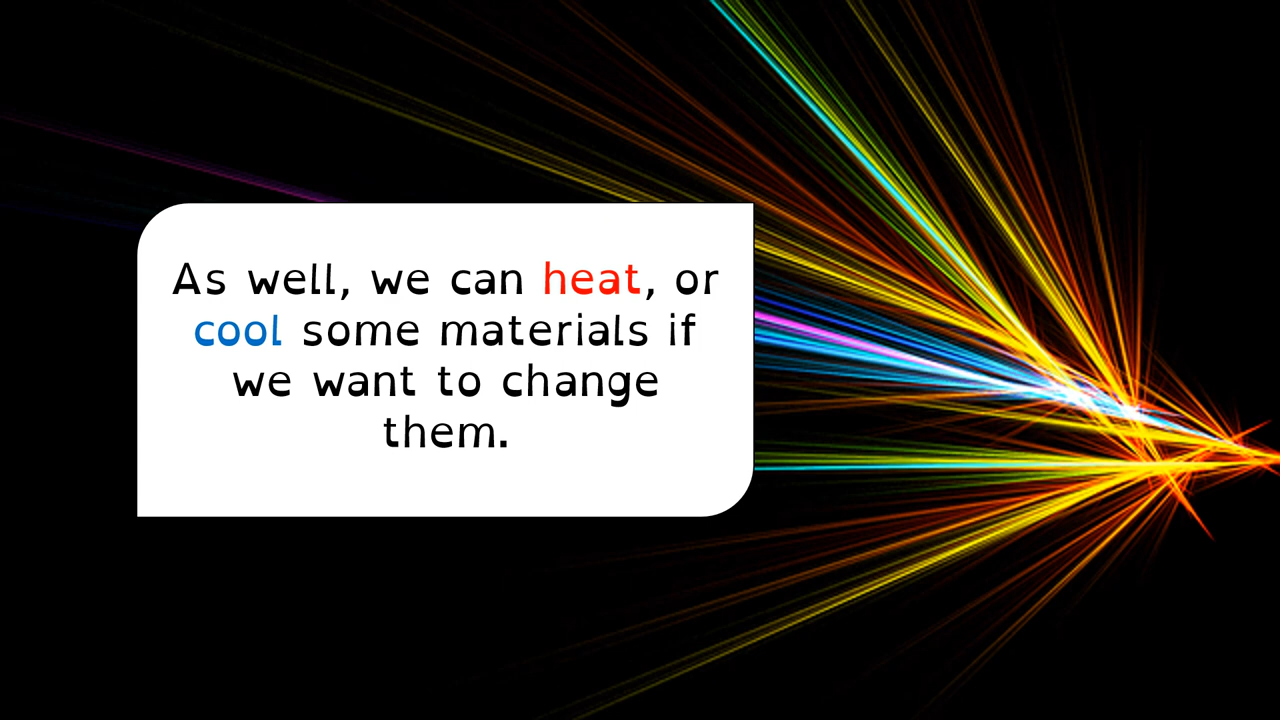 As well, we can heat, or
cool some materials if
we want to change
them.